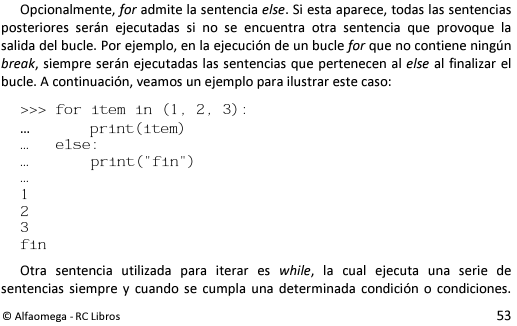 Opcionalmente, for admite la sentencia else. Si esta aparece, todas las sentencias
posteriores serán ejecutadas si no se encuentra otra sentencia que provoque la
salida del bucle. Por ejemplo, en la ejecución de un bucle for que no contiene ningún
break, siempre serán ejecutadas las sentencias que pertenecen al else al finalizar el
bucle. A continuación, veamos un ejemplo para ilustrar este caso:
>>> for item in (1, 2, 3):
...     print(item)
... else:
...     print("fin")
...
1
2
3
fin
Otra sentencia utilizada para iterar es while, la cual ejecuta una serie de
sentencias siempre y cuando se cumpla una determinada condición o condiciones.
© Alfaomega - RC Libros 53